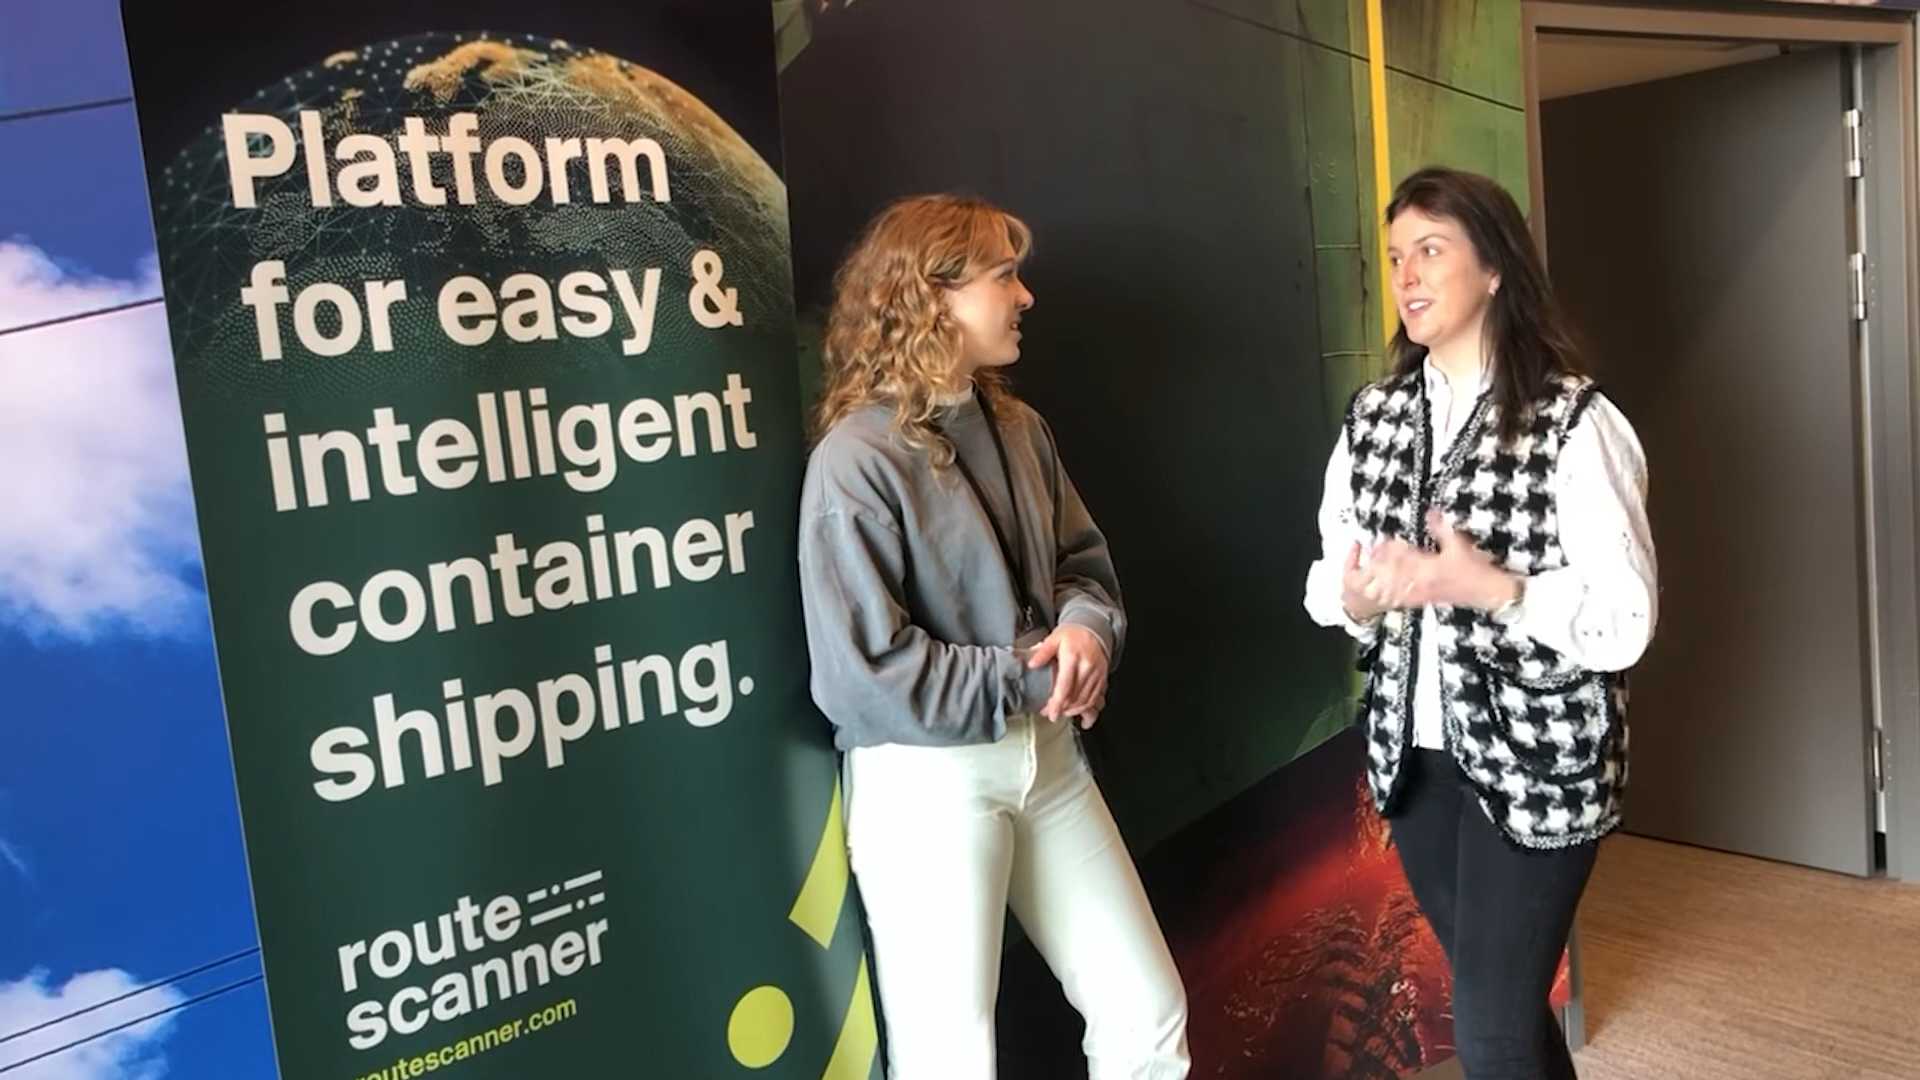 Platform
for easy &
intelligent
container
shipping.
route
scanner
routescanner.com